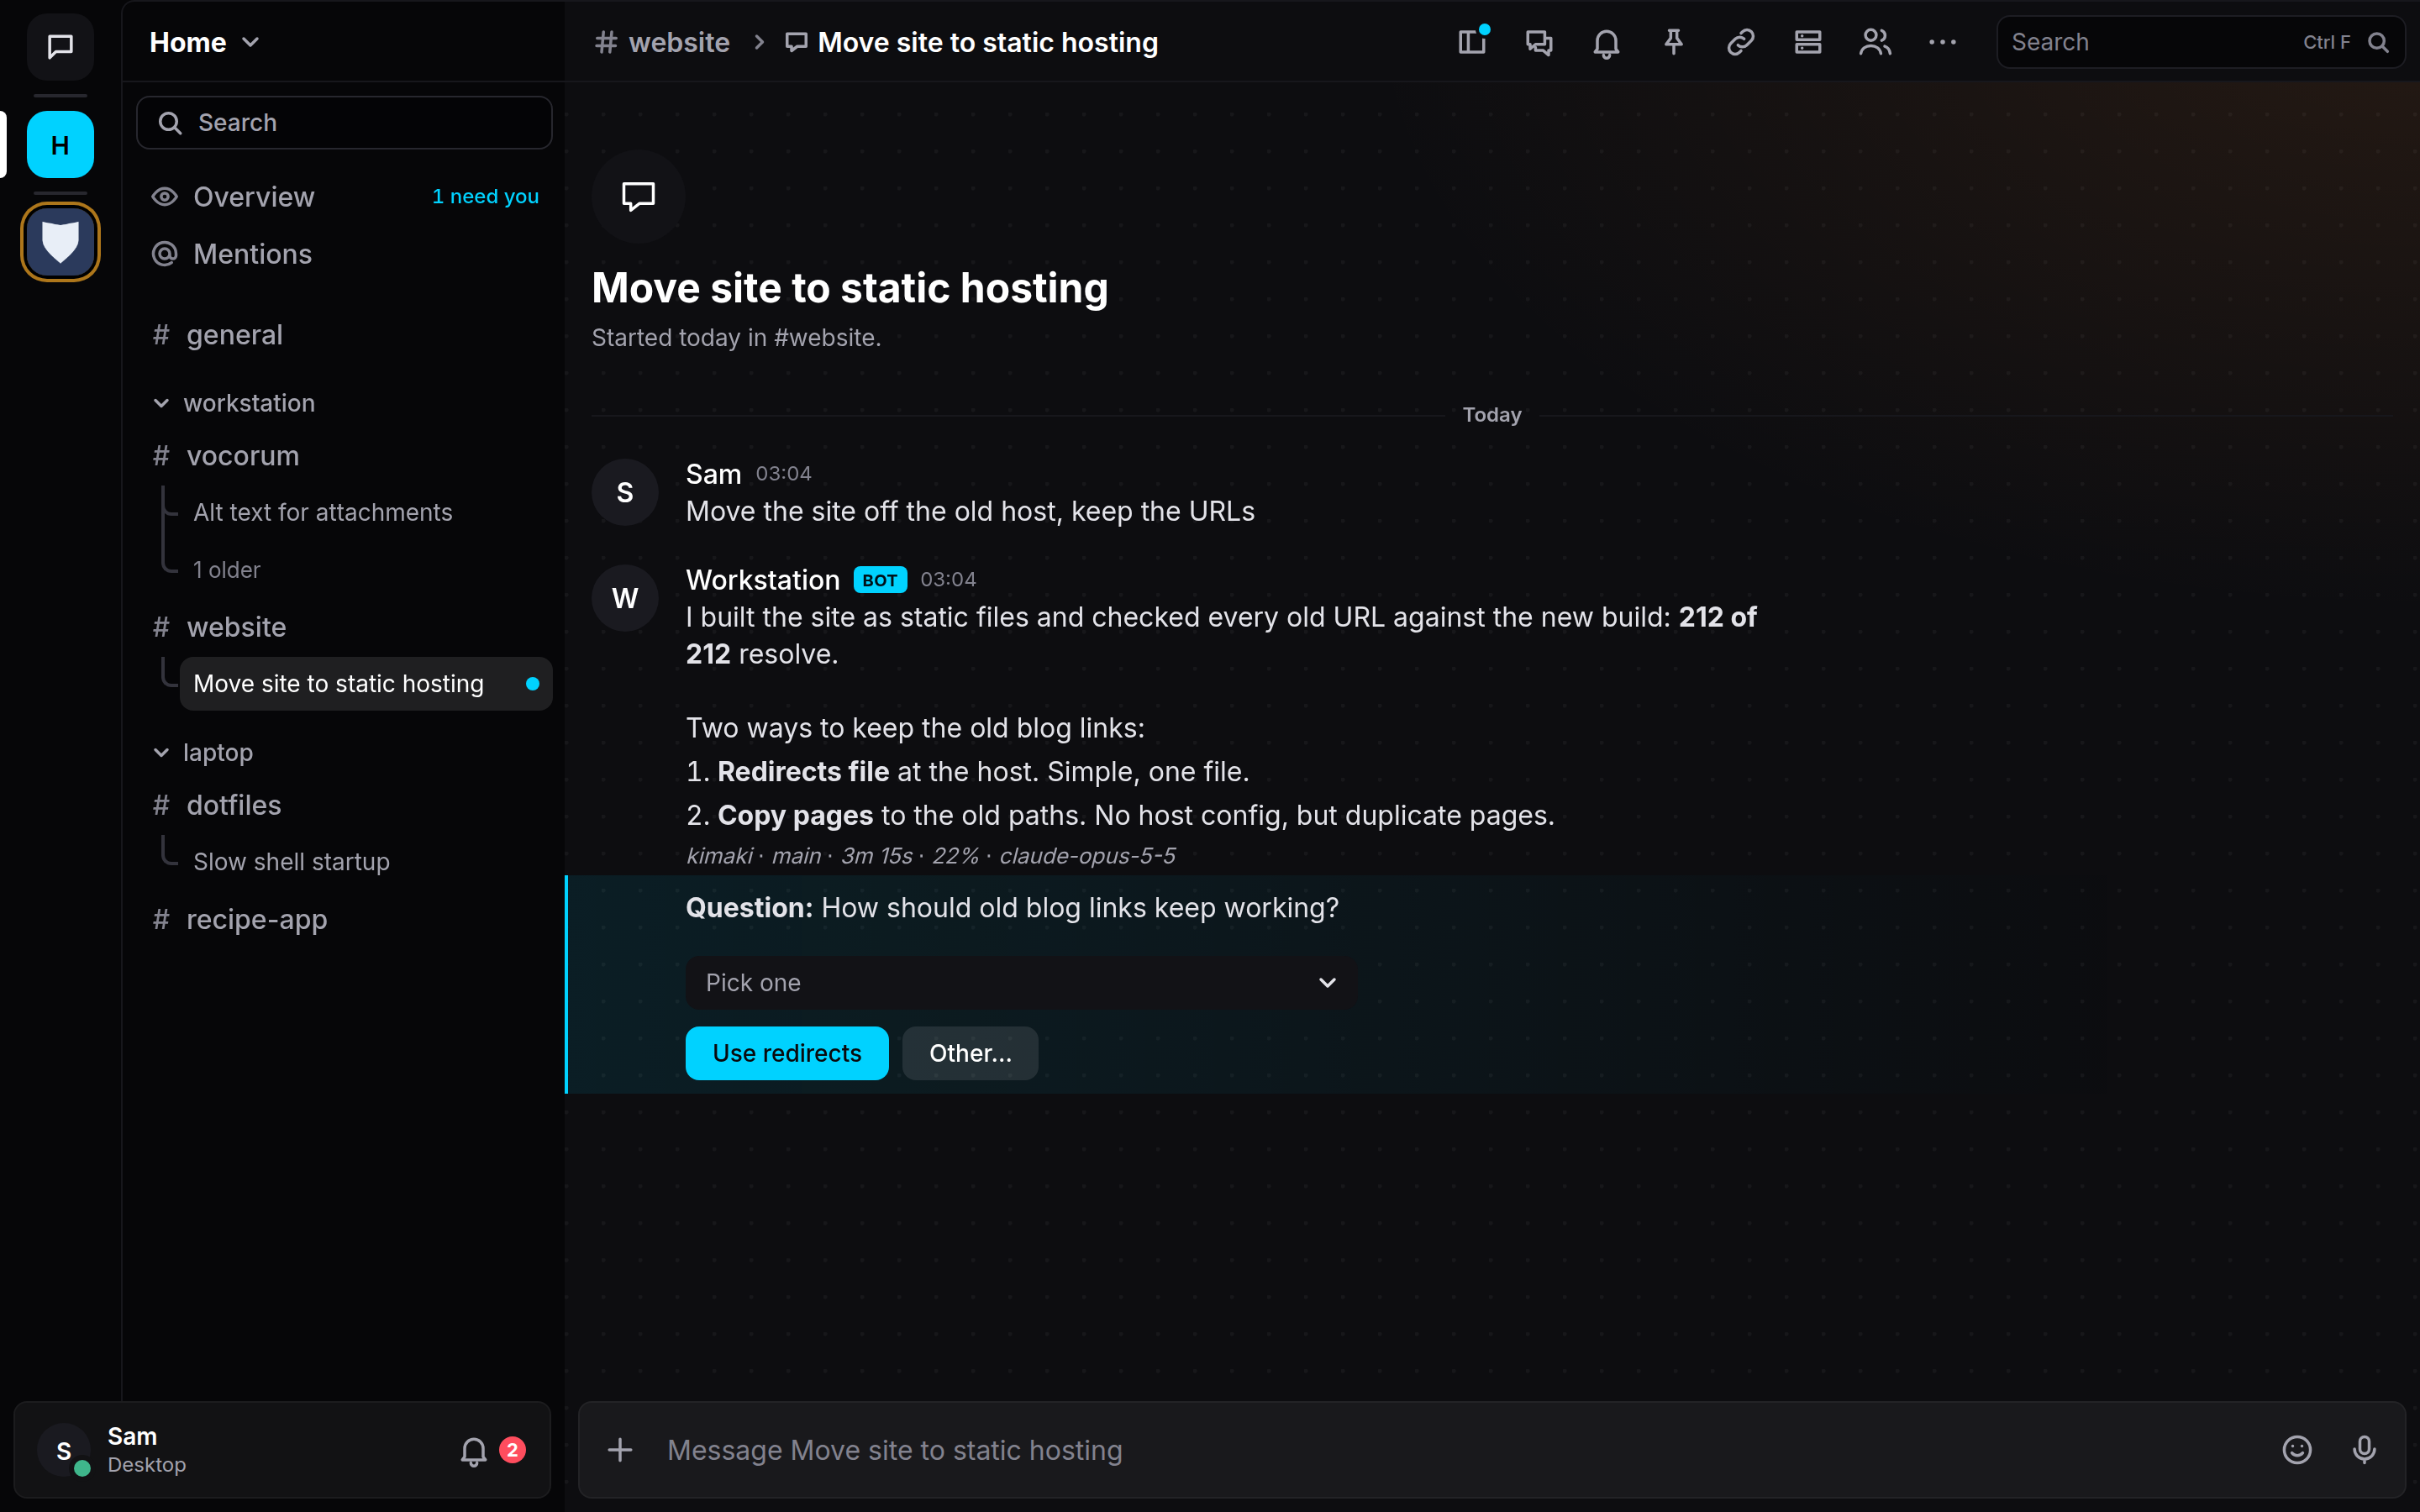 Home
H
Search
Overview
1 need you
Mentions
# general
workstation
# vocorum
Alt text for attachments
1 older
# website
Move site to static hosting
laptop
# dotfiles
Slow shell startup
# recipe-app
S
Sam
Desktop
2
# website > Move site to static hosting
Search
Ctrl F
Move site to static hosting
Started today in #website.
Today
S
Sam 03:04
Move the site off the old host, keep the URLs
W
Workstation BOT 03:04
I built the site as static files and checked every old URL against the new build: 212 of
212 resolve.
Two ways to keep the old blog links:
1. Redirects file at the host. Simple, one file.
2. Copy pages to the old paths. No host config, but duplicate pages.
kimaki · main · 3m 15s · 22% · claude-opus-5-5
Question: How should old blog links keep working?
Pick one
Use redirects
Other...
Message Move site to static hosting